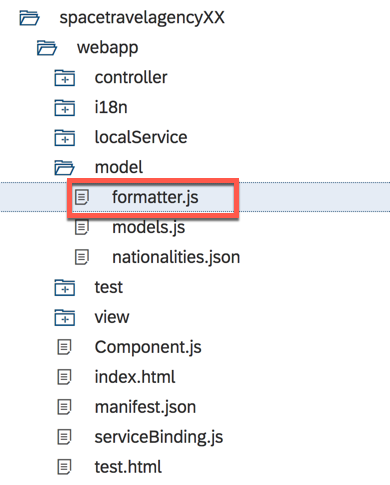 spacetravelagencyXX
webapp
controller
i18n
localService
model
formatter.js
models.js
nationalities.json
test
view
Component.js
index.html
manifest.json
serviceBinding.js
test.html